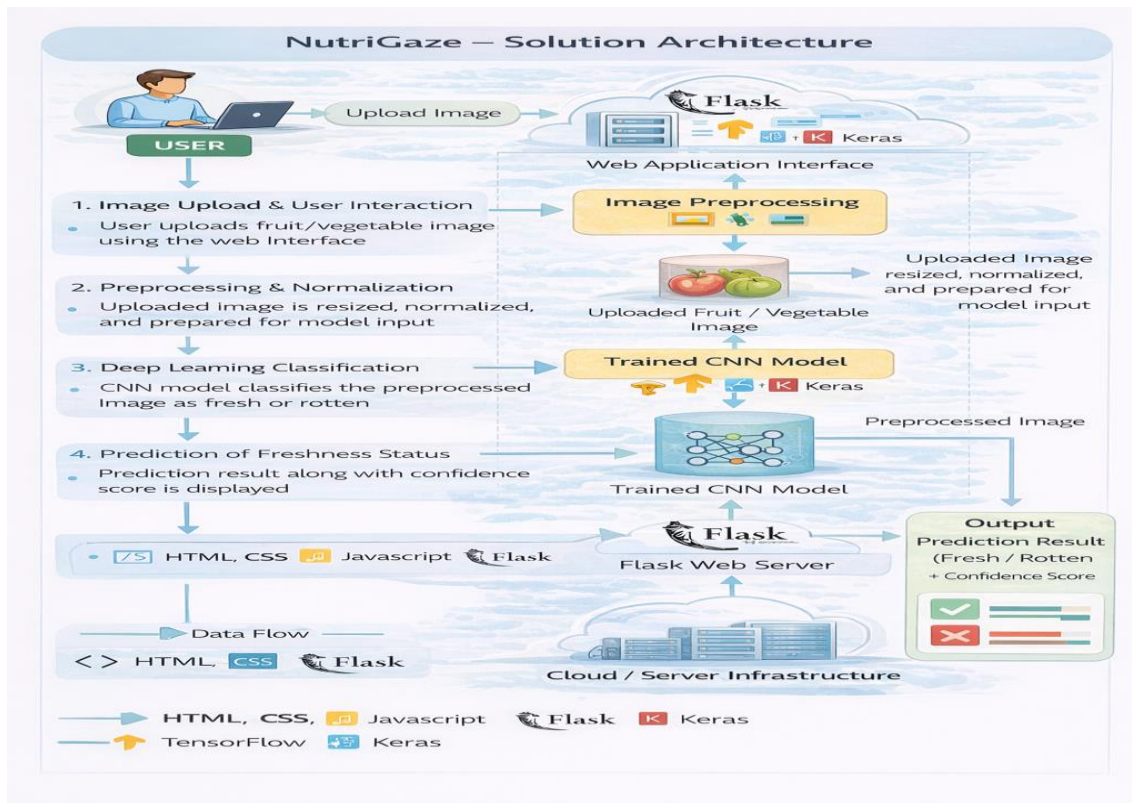 NutriGaze – Solution Architecture
Upload Image
USER
Flask
+ K Keras
Web Application Interface
1. Image Upload & User Interaction
• User uploads fruit/vegetable image
using the web Interface
2. Preprocessing & Normalization
• Uploaded image is resized, normalized,
and prepared for model input
3. Deep Learning Classification
• CNN model classifies the preprocessed
Image as fresh or rotten
4. Prediction of Freshness Status
• Prediction result along with confidence
score is displayed
• /5 HTML, CSS Javascript Flask
Data Flow
< > HTML, CSS Flask
Image Preprocessing
Uploaded Fruit / Vegetable
Image
Uploaded Image
resized, normalized,
and prepared for
model input
Trained CNN Model
+ K Keras
Preprocessed Image
Trained CNN Model
Flask
Flask Web Server
Cloud / Server Infrastructure
Output
Prediction Result
(Fresh / Rotten
+ Confidence Score
HTML, CSS, Javascript Flask K Keras
TensorFlow Keras